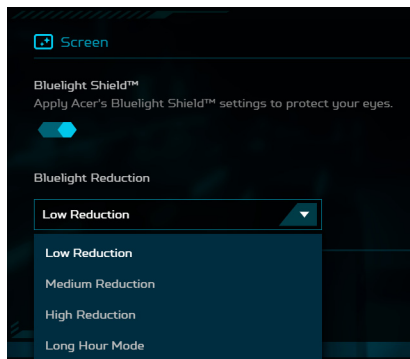 Screen
Bluelight Shield™
Apply Acer's Bluelight Shield™ settings to protect your eyes.
Bluelight Reduction
Low Reduction
Low Reduction
Medium Reduction
High Reduction
Long Hour Mode